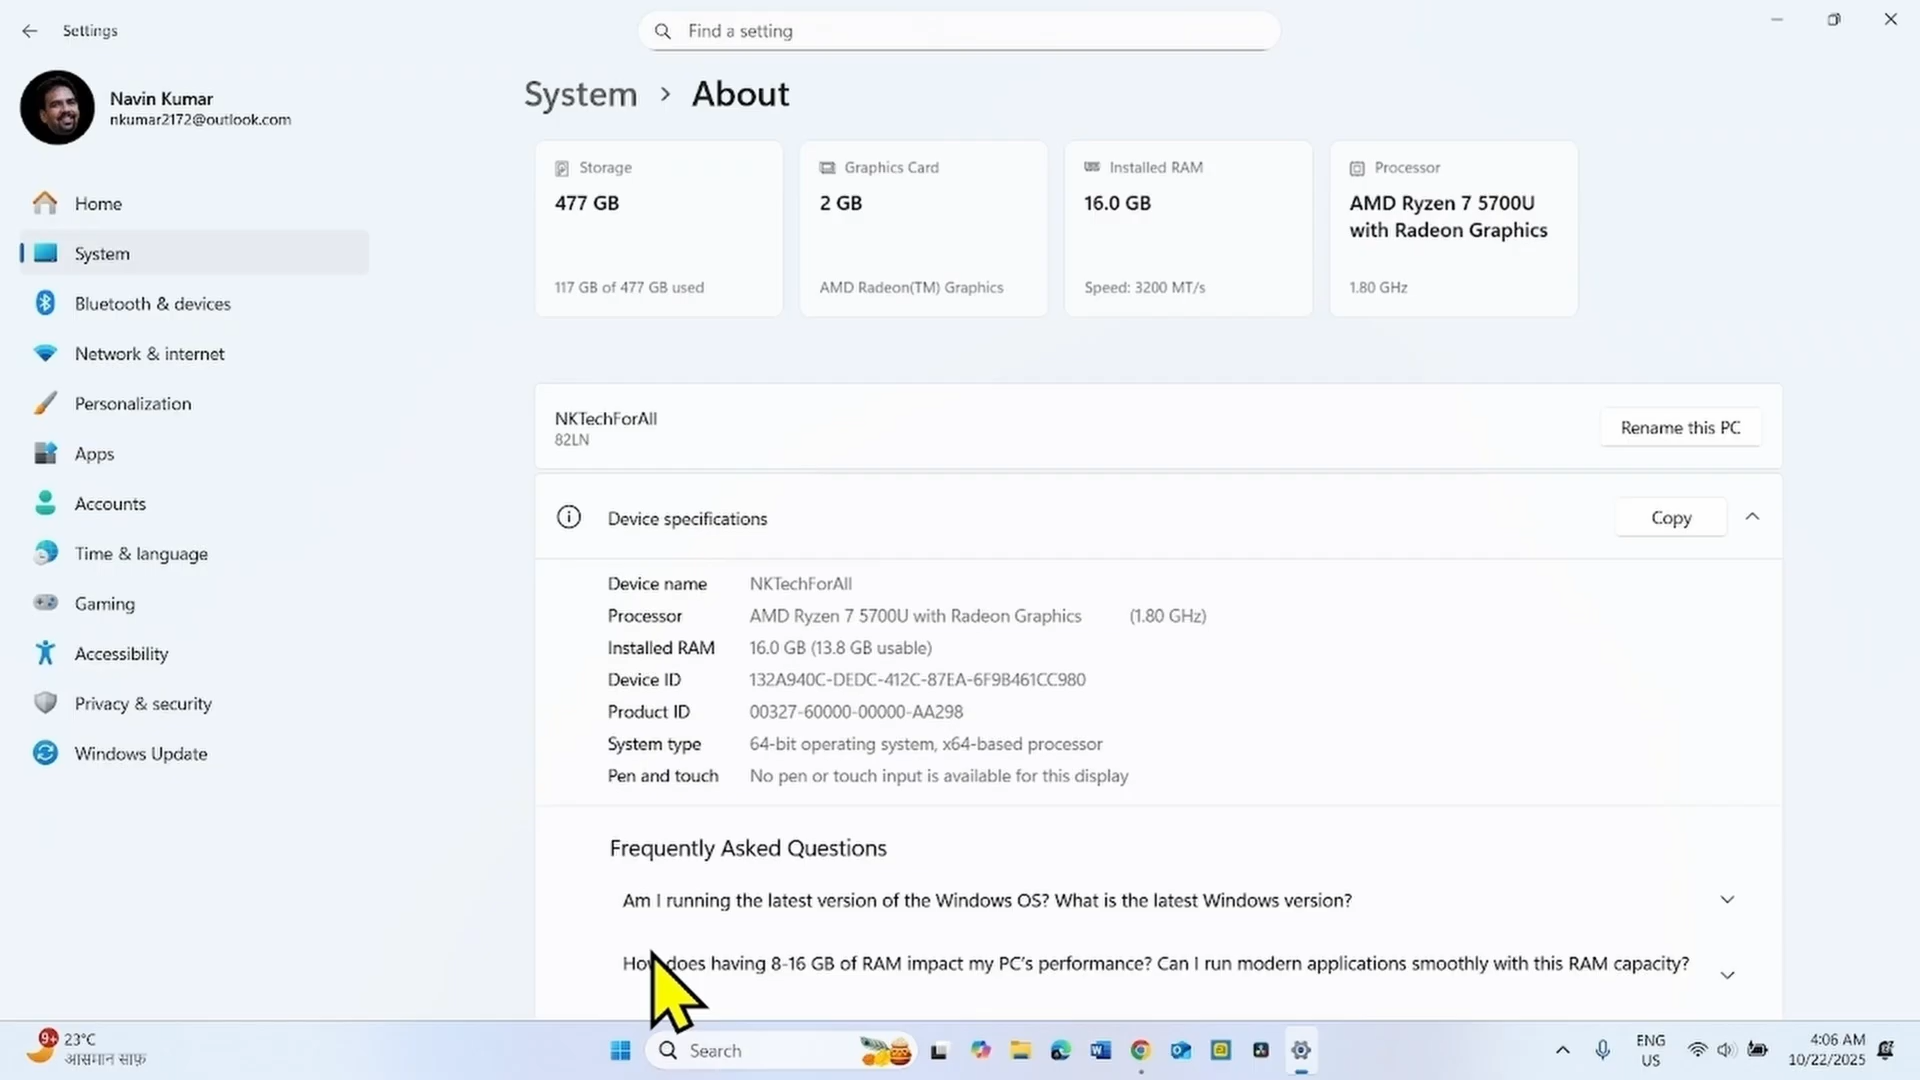 Settings
Find a setting
Navin Kumar
nkumar2172@outlook.com
Home
System
Bluetooth & devices
Network & internet
Personalization
Apps
Accounts
Time & language
Gaming
Accessibility
Privacy & security
Windows Update
System > About
Storage
477 GB
117 GB of 477 GB used
Graphics Card
2 GB
AMD Radeon(TM) Graphics
Installed RAM
16.0 GB
Speed: 3200 MT/s
Processor
AMD Ryzen 7 5700U
with Radeon Graphics
1.80 GHz
NKTechForAll
82LN
Rename this PC
Device specifications
Copy
Device name NKTechForAll
Processor AMD Ryzen 7 5700U with Radeon Graphics (1.80 GHz)
Installed RAM 16.0 GB (13.8 GB usable)
Device ID 132A940C-DEDC-412C-87EA-6F9B461CC980
Product ID 00327-60000-00000-AA298
System type 64-bit operating system, x64-based processor
Pen and touch No pen or touch input is available for this display
Frequently Asked Questions
Am I running the latest version of the Windows OS? What is the latest Windows version?
How does having 8-16 GB of RAM impact my PC's performance? Can I run modern applications smoothly with this RAM capacity?
9+
23°C
आसमान साफ़
Search
ENG
US
4:06 AM
10/22/2025